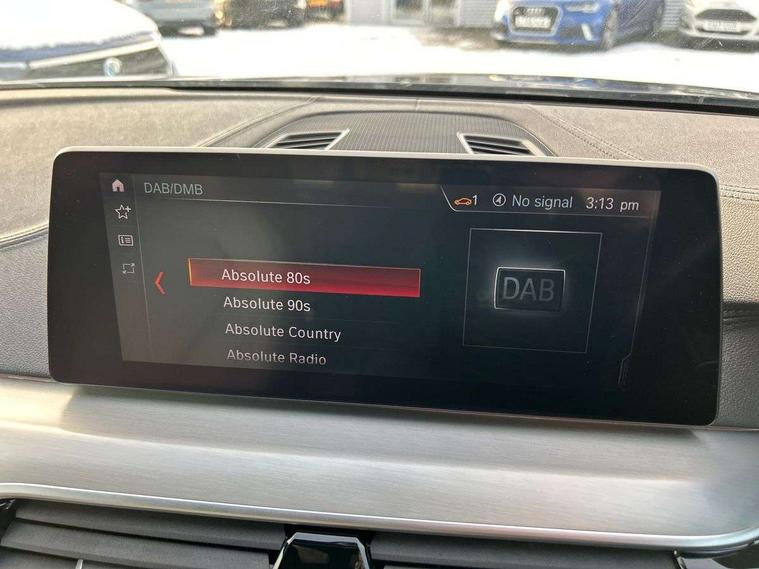 DAB/DMB
1 No signal 3:13 pm
Absolute 80s
Absolute 90s
Absolute Country
Absolute Radio
DAB